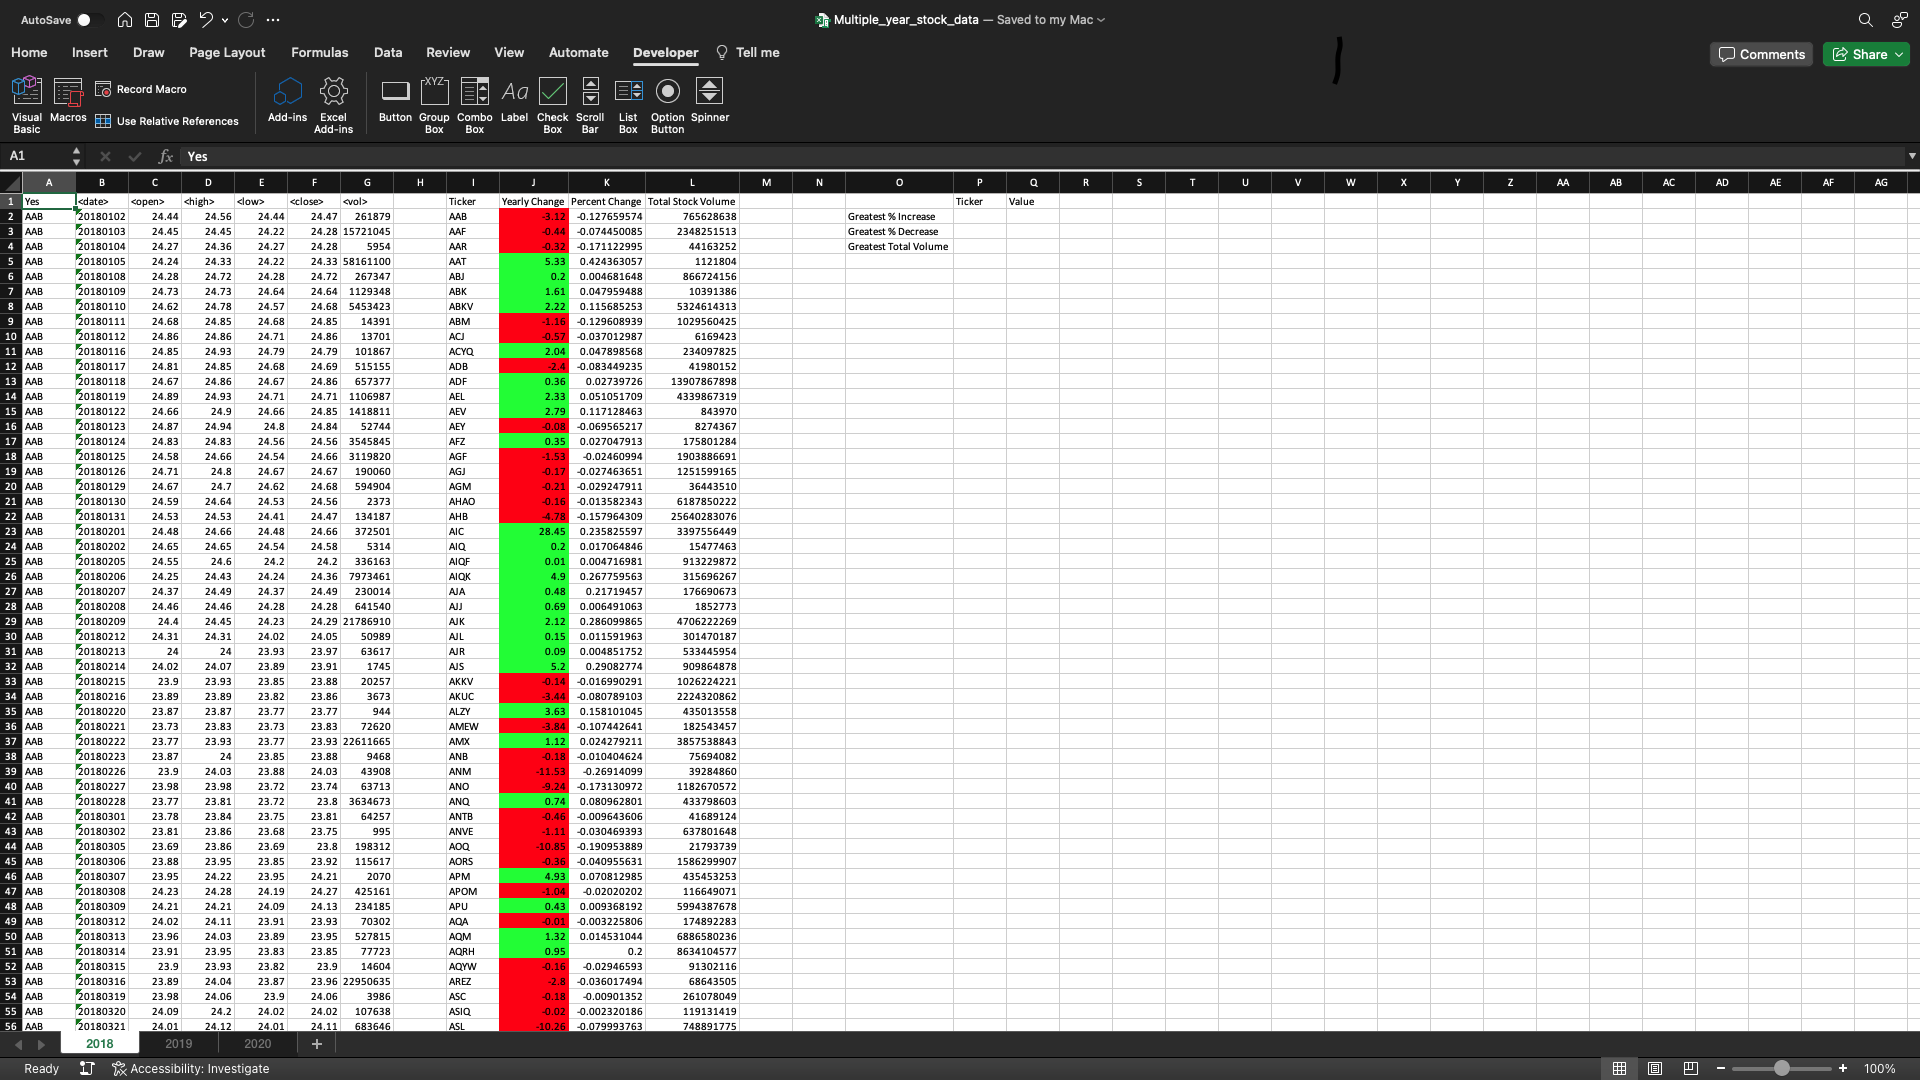 AutoSave
Multiple_year_stock_data — Saved to my Mac
Home Insert Draw Page Layout Formulas Data Review View Automate Developer Tell me Comments Share
Visual Basic Macros Record Macro Use Relative References Add-ins Excel Add-ins Button Group Box Combo Box Label Check Box Scroll Bar List Box Option Button Spinner
XYZ Aa
A1 fx Yes
A B C D E F G H I J K L M N O P Q R S T U V W X Y Z AA AB AC AD AE AF AG
1 Yes <date> <open> <high> <low> <close> <vol> Ticker Yearly Change Percent Change Total Stock Volume Ticker Value
2 AAB 20180102 24.44 24.56 24.44 24.47 261879 AAB -3.12 -0.127659574 765628638 Greatest % Increase
3 AAB 20180103 24.45 24.45 24.22 24.28 15721045 AAF -0.44 -0.074450085 2348251513 Greatest % Decrease
4 AAB 20180104 24.27 24.36 24.27 24.28 5954 AAR -0.32 -0.171122995 44163252 Greatest Total Volume
5 AAB 20180105 24.24 24.33 24.22 24.33 58161100 AAT 5.33 0.424363057 1121804
6 AAB 20180108 24.28 24.72 24.28 24.72 267347 ABJ 0.2 0.004681648 866724156
7 AAB 20180109 24.73 24.73 24.64 24.64 1129348 ABK 1.61 0.047959488 10391386
8 AAB 20180110 24.62 24.78 24.57 24.68 5453423 ABKV 2.22 0.115685253 5324614313
9 AAB 20180111 24.68 24.85 24.68 24.85 14391 ABM -1.16 -0.129608939 1029560425
10 AAB 20180112 24.86 24.86 24.71 24.86 13701 ACJ -0.57 -0.037012987 6169423
11 AAB 20180116 24.85 24.93 24.79 24.79 101867 ACYQ 2.04 0.047898568 234097825
12 AAB 20180117 24.81 24.85 24.68 24.69 515155 ADB -2.4 -0.083449235 41980152
13 AAB 20180118 24.67 24.86 24.67 24.86 657377 ADF 0.36 0.02739726 13907867898
14 AAB 20180119 24.89 24.93 24.71 24.71 1106987 AEL 2.33 0.051051709 4339867319
15 AAB 20180122 24.66 24.9 24.66 24.85 1418811 AEV 2.79 0.117128463 843970
16 AAB 20180123 24.87 24.94 24.8 24.84 52744 AEY -0.08 -0.069565217 8274367
17 AAB 20180124 24.83 24.83 24.56 24.56 3545845 AFZ 0.35 0.027047913 175801284
18 AAB 20180125 24.58 24.66 24.54 24.66 3119820 AGF -1.53 -0.02460994 1903886691
19 AAB 20180126 24.71 24.8 24.67 24.67 190060 AGJ -0.17 -0.027463651 1251599165
20 AAB 20180129 24.67 24.7 24.62 24.68 594904 AGM -0.21 -0.029247911 36443510
21 AAB 20180130 24.59 24.64 24.53 24.56 2373 AHAO -0.16 -0.013582343 6187850222
22 AAB 20180131 24.53 24.53 24.41 24.47 134187 AHB -4.78 -0.157964309 25640283076
23 AAB 20180201 24.48 24.66 24.48 24.66 372501 AIC 28.45 0.235825597 3397556449
24 AAB 20180202 24.65 24.65 24.54 24.58 5314 AIQ 0.2 0.017064846 15477463
25 AAB 20180205 24.55 24.6 24.2 24.2 336163 AIQF 0.01 0.004716981 913229872
26 AAB 20180206 24.25 24.43 24.24 24.36 7973461 AIQK 4.9 0.267759563 315696267
27 AAB 20180207 24.37 24.49 24.37 24.49 230014 AJA 0.48 0.21719457 176690673
28 AAB 20180208 24.46 24.46 24.28 24.28 641540 AJJ 0.69 0.006491063 1852773
29 AAB 20180209 24.4 24.45 24.23 24.29 21786910 AJK 2.12 0.286099865 4706222269
30 AAB 20180212 24.31 24.31 24.02 24.05 50989 AJL 0.15 0.011591963 301470187
31 AAB 20180213 24 24 23.93 23.97 63617 AJR 0.09 0.004851752 533445954
32 AAB 20180214 24.02 24.07 23.89 23.91 1745 AJS 5.2 0.29082774 909864878
33 AAB 20180215 23.9 23.93 23.85 23.88 20257 AKKV -0.14 -0.016990291 1026224221
34 AAB 20180216 23.89 23.89 23.82 23.86 3673 AKUC -3.44 -0.080789103 2224320862
35 AAB 20180220 23.87 23.87 23.77 23.77 944 ALZY 3.63 0.158101045 435013558
36 AAB 20180221 23.73 23.83 23.73 23.83 72620 AMEW -3.84 -0.107442641 182543457
37 AAB 20180222 23.77 23.93 23.77 23.93 22611665 AMX 1.12 0.024279211 3857538843
38 AAB 20180223 23.87 24 23.85 23.88 9468 ANB -0.18 -0.010404624 75694082
39 AAB 20180226 23.9 24.03 23.88 24.03 43908 ANM -11.53 -0.26914099 39284860
40 AAB 20180227 23.98 23.98 23.72 23.74 63713 ANO -9.24 -0.173130972 1182670572
41 AAB 20180228 23.77 23.81 23.72 23.8 3634673 ANQ 0.74 0.080962801 433798603
42 AAB 20180301 23.78 23.84 23.75 23.81 64257 ANTB -0.46 -0.009643606 41689124
43 AAB 20180302 23.81 23.86 23.68 23.75 995 ANVE -1.11 -0.030469393 637801648
44 AAB 20180305 23.69 23.86 23.69 23.8 198312 AOQ -10.85 -0.190953889 21793739
45 AAB 20180306 23.88 23.95 23.85 23.92 115617 AORS -0.36 -0.040955631 1586299907
46 AAB 20180307 23.95 24.22 23.95 24.21 2070 APM 4.93 0.070812985 435453253
47 AAB 20180308 24.23 24.28 24.19 24.27 425161 APOM -1.04 -0.02020202 116649071
48 AAB 20180309 24.21 24.21 24.09 24.13 234185 APU 0.43 0.009368192 5994387678
49 AAB 20180312 24.02 24.11 23.91 23.93 70302 AQA -0.01 -0.003225806 174892283
50 AAB 20180313 23.96 24.03 23.89 23.95 527815 AQM 1.32 0.014531044 6886580236
51 AAB 20180314 23.91 23.95 23.83 23.85 77723 AQRH 0.95 0.2 8634104577
52 AAB 20180315 23.9 23.93 23.82 23.9 14604 AQYW -0.16 -0.02946593 91302116
53 AAB 20180316 23.89 24.04 23.87 23.96 22950635 AREZ -2.8 -0.036017494 68643505
54 AAB 20180319 23.98 24.06 23.9 24.06 3986 ASC -0.18 -0.00901352 261078049
55 AAB 20180320 24.09 24.2 24.02 24.02 107638 ASIQ -0.02 -0.002320186 119131419
56 AAB 20180321 24.01 24.12 24.01 24.11 683646 ASL -10.26 -0.079993763 748891775
2018 2019 2020 +
Ready Accessibility: Investigate 100%